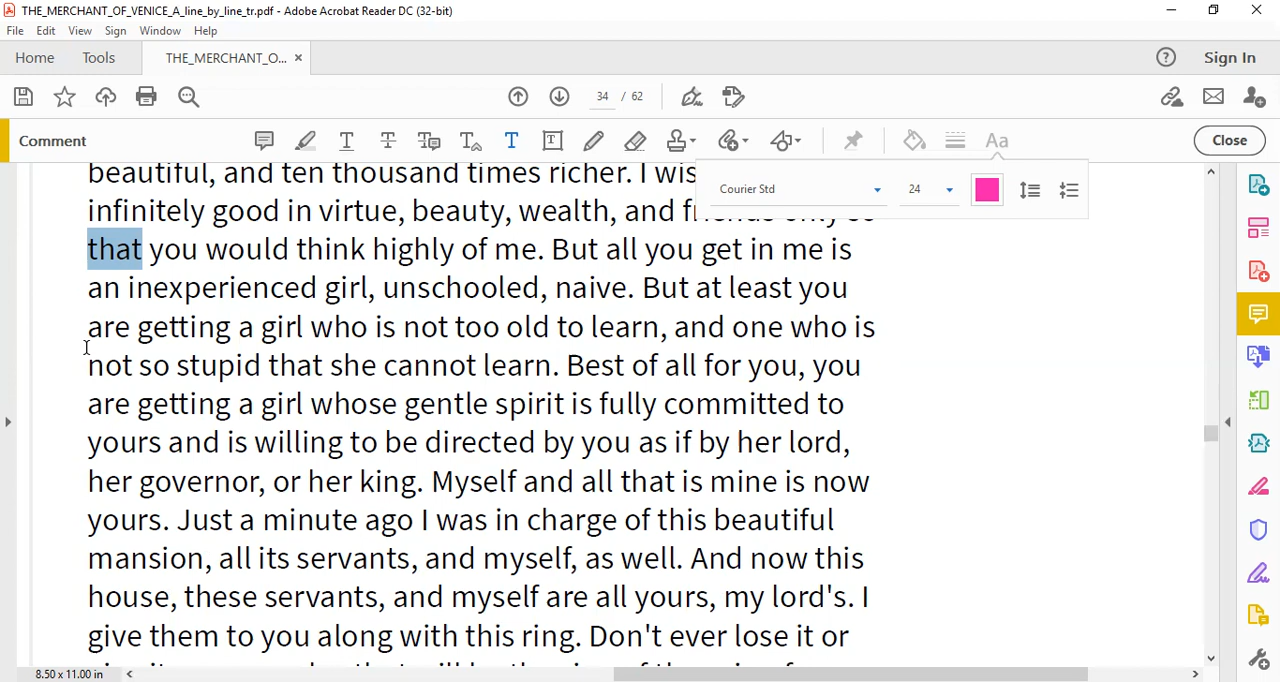 THE_MERCHANT_OF_VENICE_A_line_by_line_tr.pdf - Adobe Acrobat Reader DC (32-bit)
File Edit View Sign Window Help
Home Tools THE_MERCHANT_O... × Sign In
34 / 62
Comment Close
Courier Std 24
beautiful, and ten thousand times richer. I wis
infinitely good in virtue, beauty, wealth, and friends only so
that you would think highly of me. But all you get in me is
an inexperienced girl, unschooled, naive. But at least you
are getting a girl who is not too old to learn, and one who is
not so stupid that she cannot learn. Best of all for you, you
are getting a girl whose gentle spirit is fully committed to
yours and is willing to be directed by you as if by her lord,
her governor, or her king. Myself and all that is mine is now
yours. Just a minute ago I was in charge of this beautiful
mansion, all its servants, and myself, as well. And now this
house, these servants, and myself are all yours, my lord's. I
give them to you along with this ring. Don't ever lose it or
8.50 x 11.00 in